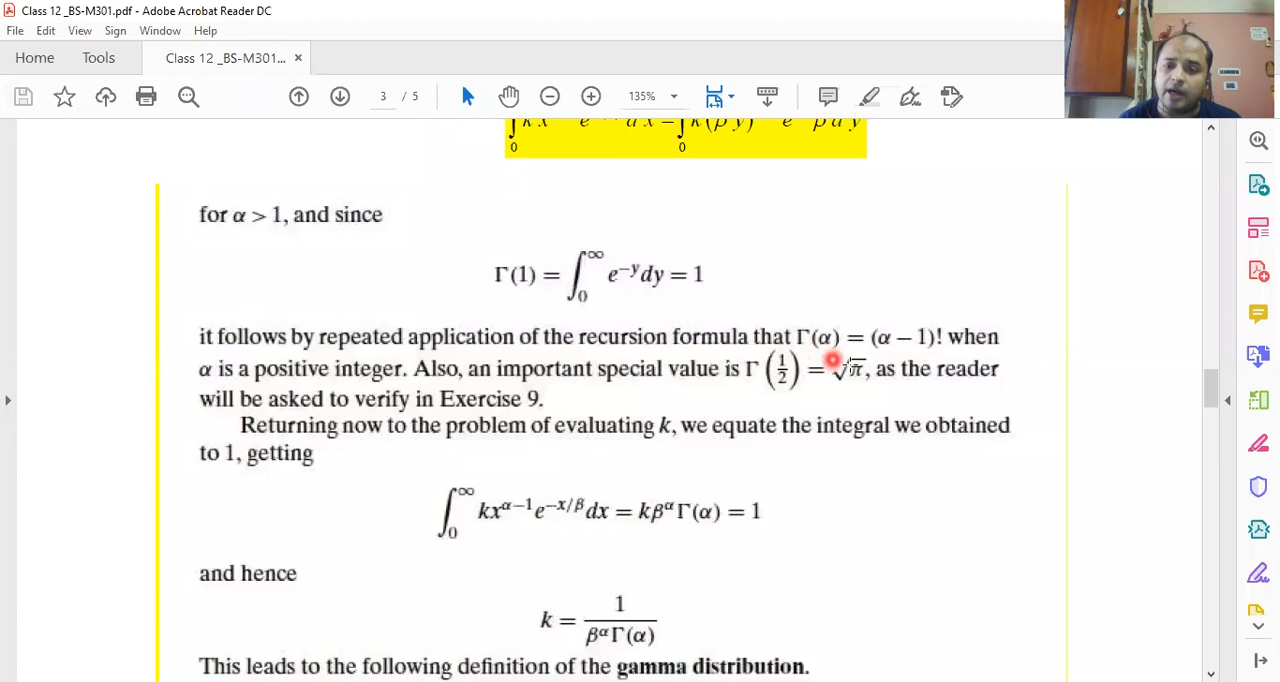 Class 12 _BS-M301.pdf - Adobe Acrobat Reader DC
File Edit View Sign Window Help
Home Tools Class 12 _BS-M301... ×
3 / 5 135%
0 0
for α > 1, and since
Γ(1) = ∫₀^∞ e^{−y} dy = 1
it follows by repeated application of the recursion formula that Γ(α) = (α − 1)! when
α is a positive integer. Also, an important special value is Γ(1/2) = √π, as the reader
will be asked to verify in Exercise 9.
Returning now to the problem of evaluating k, we equate the integral we obtained
to 1, getting
∫₀^∞ kx^{α−1}e^{−x/β} dx = kβ^αΓ(α) = 1
and hence
k = 1/(β^αΓ(α))
This leads to the following definition of the gamma distribution.